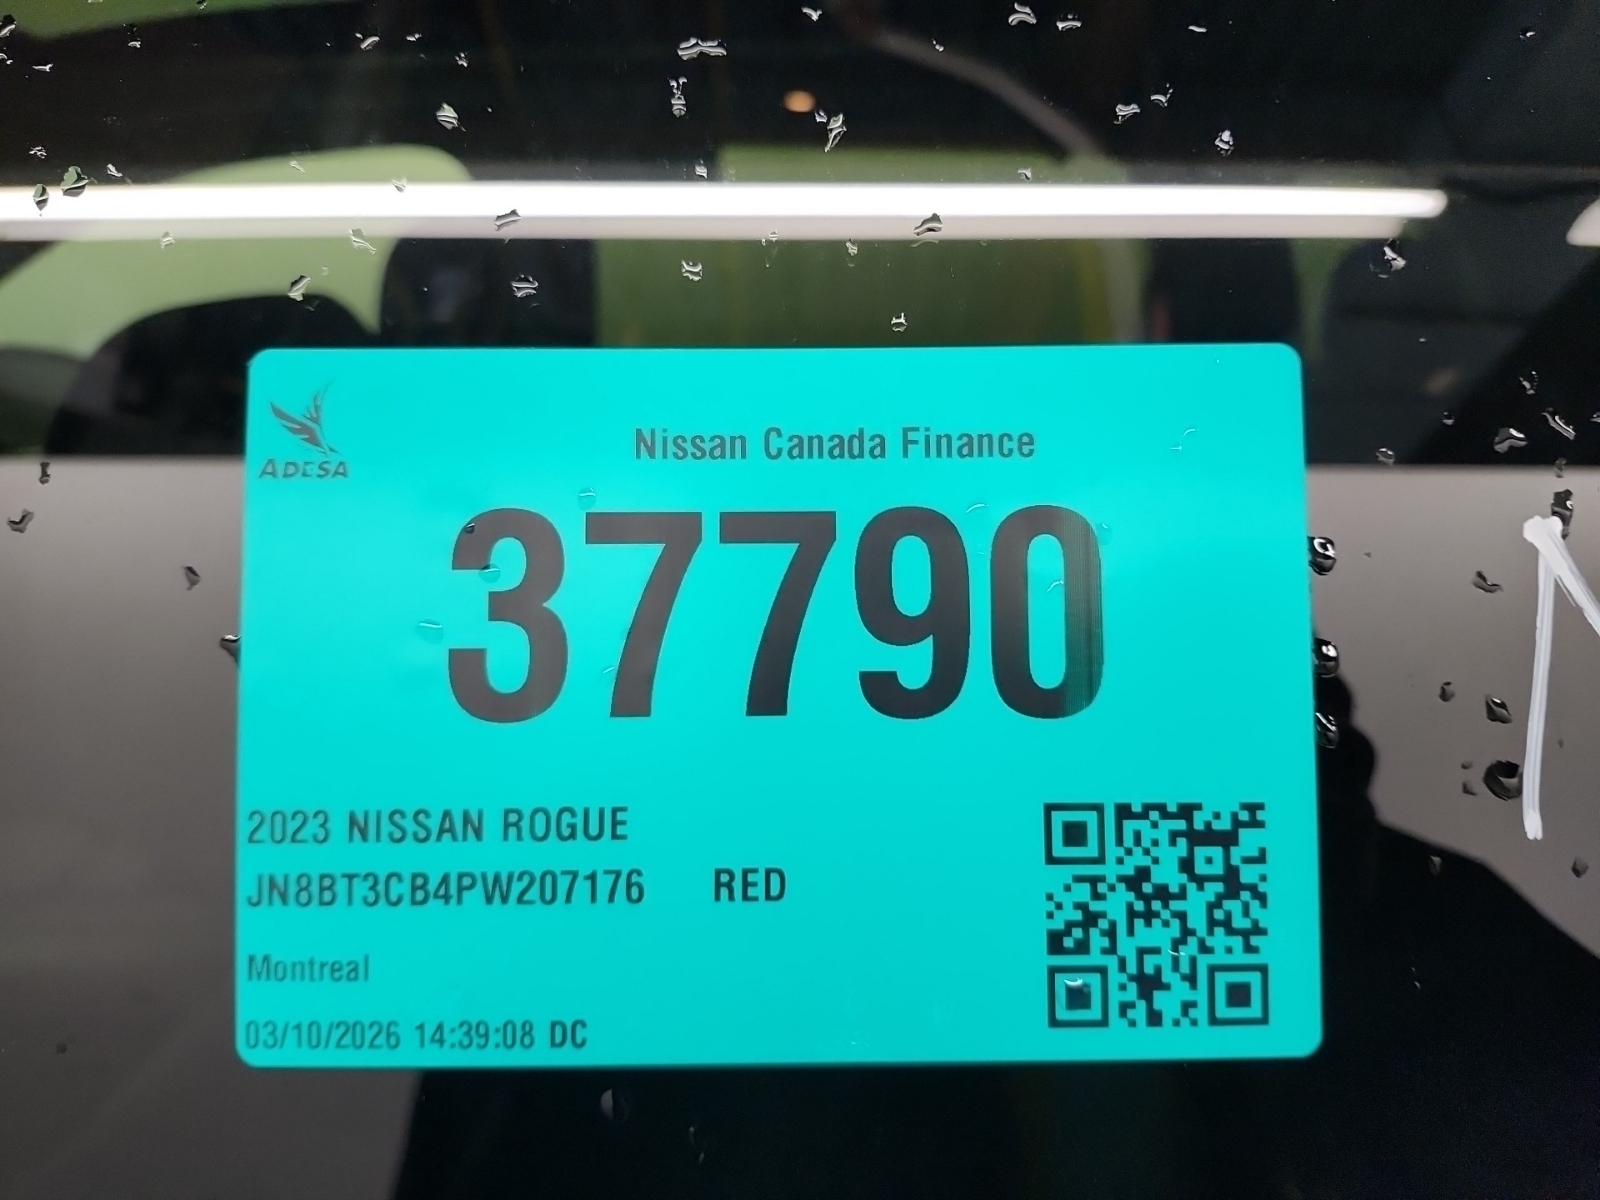 ADESA
Nissan Canada Finance
37790
2023 NISSAN ROGUE
JN8BT3CB4PW207176 RED
Montreal
03/10/2026 14:39:08 DC